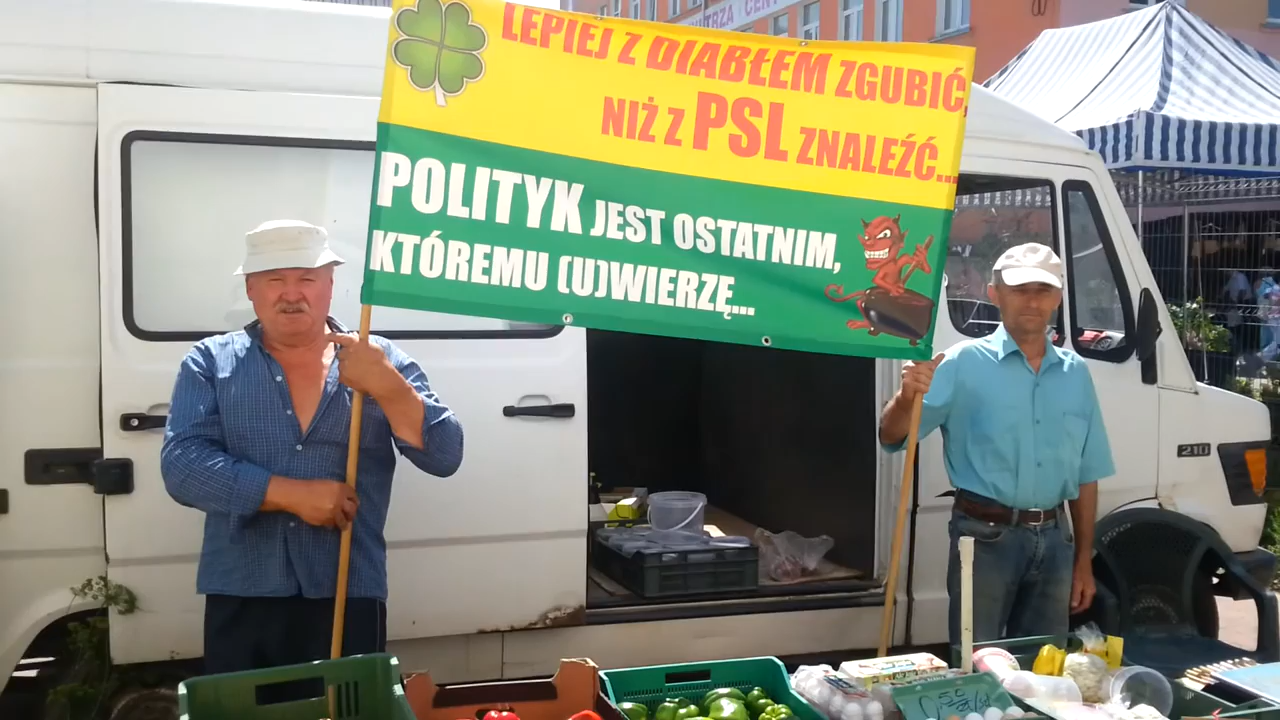 LEPIEJ Z DIABŁEM ZGUBIĆ,
NIŻ Z PSL ZNALEŹĆ...
POLITYK JEST OSTATNIM,
KTÓREMU (U)WIERZĘ...
210